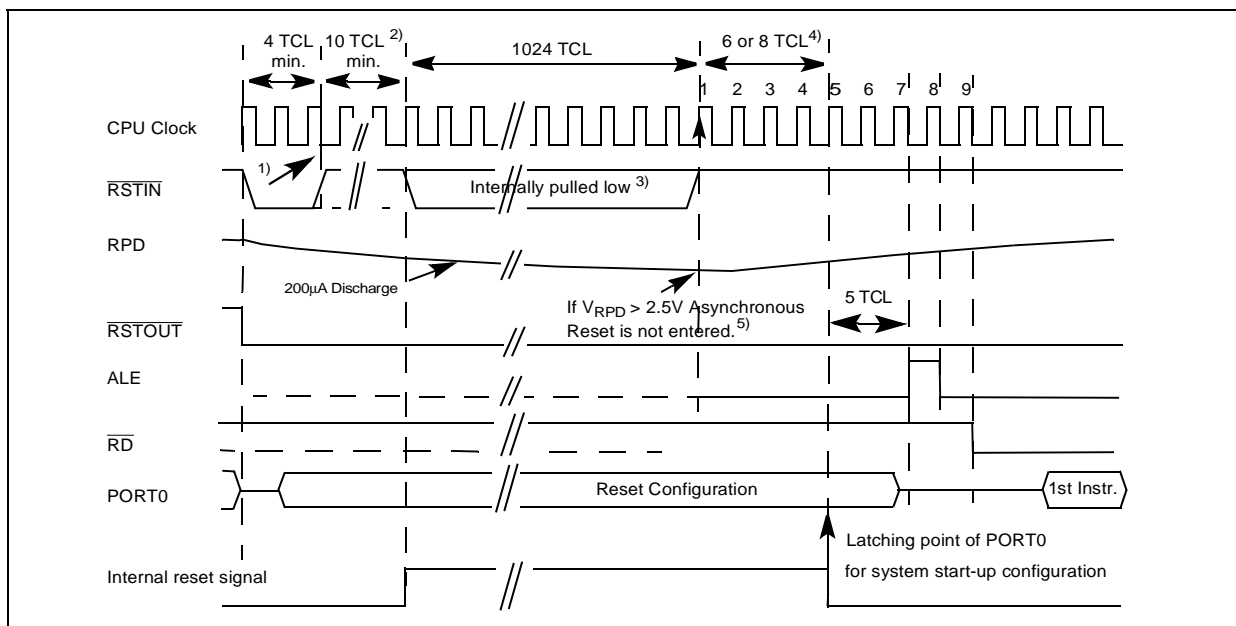 4 TCL
min.
10 TCL 2)
min.
1024 TCL
6 or 8 TCL4)
1 2 3 4 5 6 7 8 9
CPU Clock
1)
RSTIN
Internally pulled low 3)
RPD
200µA Discharge
If VRPD > 2.5V Asynchronous
Reset is not entered.5)
5 TCL
RSTOUT
ALE
RD
PORT0
Reset Configuration
1st Instr.
Latching point of PORT0
for system start-up configuration
Internal reset signal